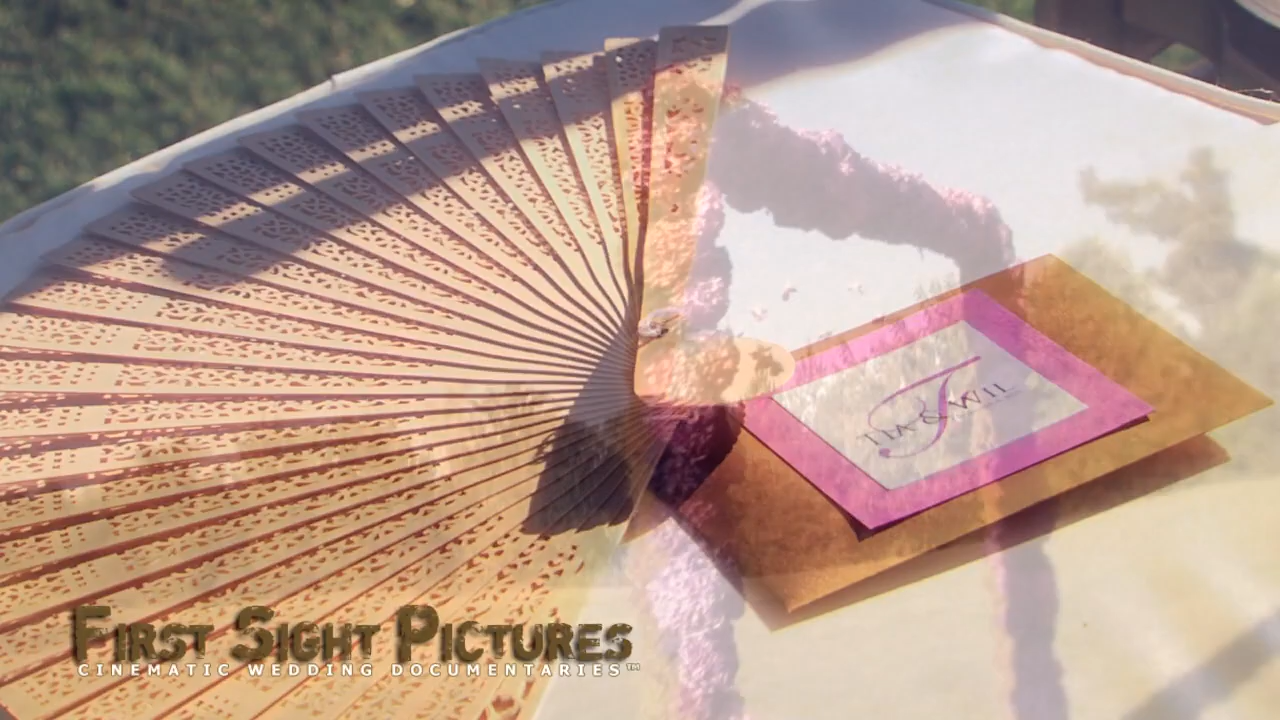 T
TIA & WIL
FIRST SIGHT PICTURES
CINEMATIC WEDDING DOCUMENTARIES™